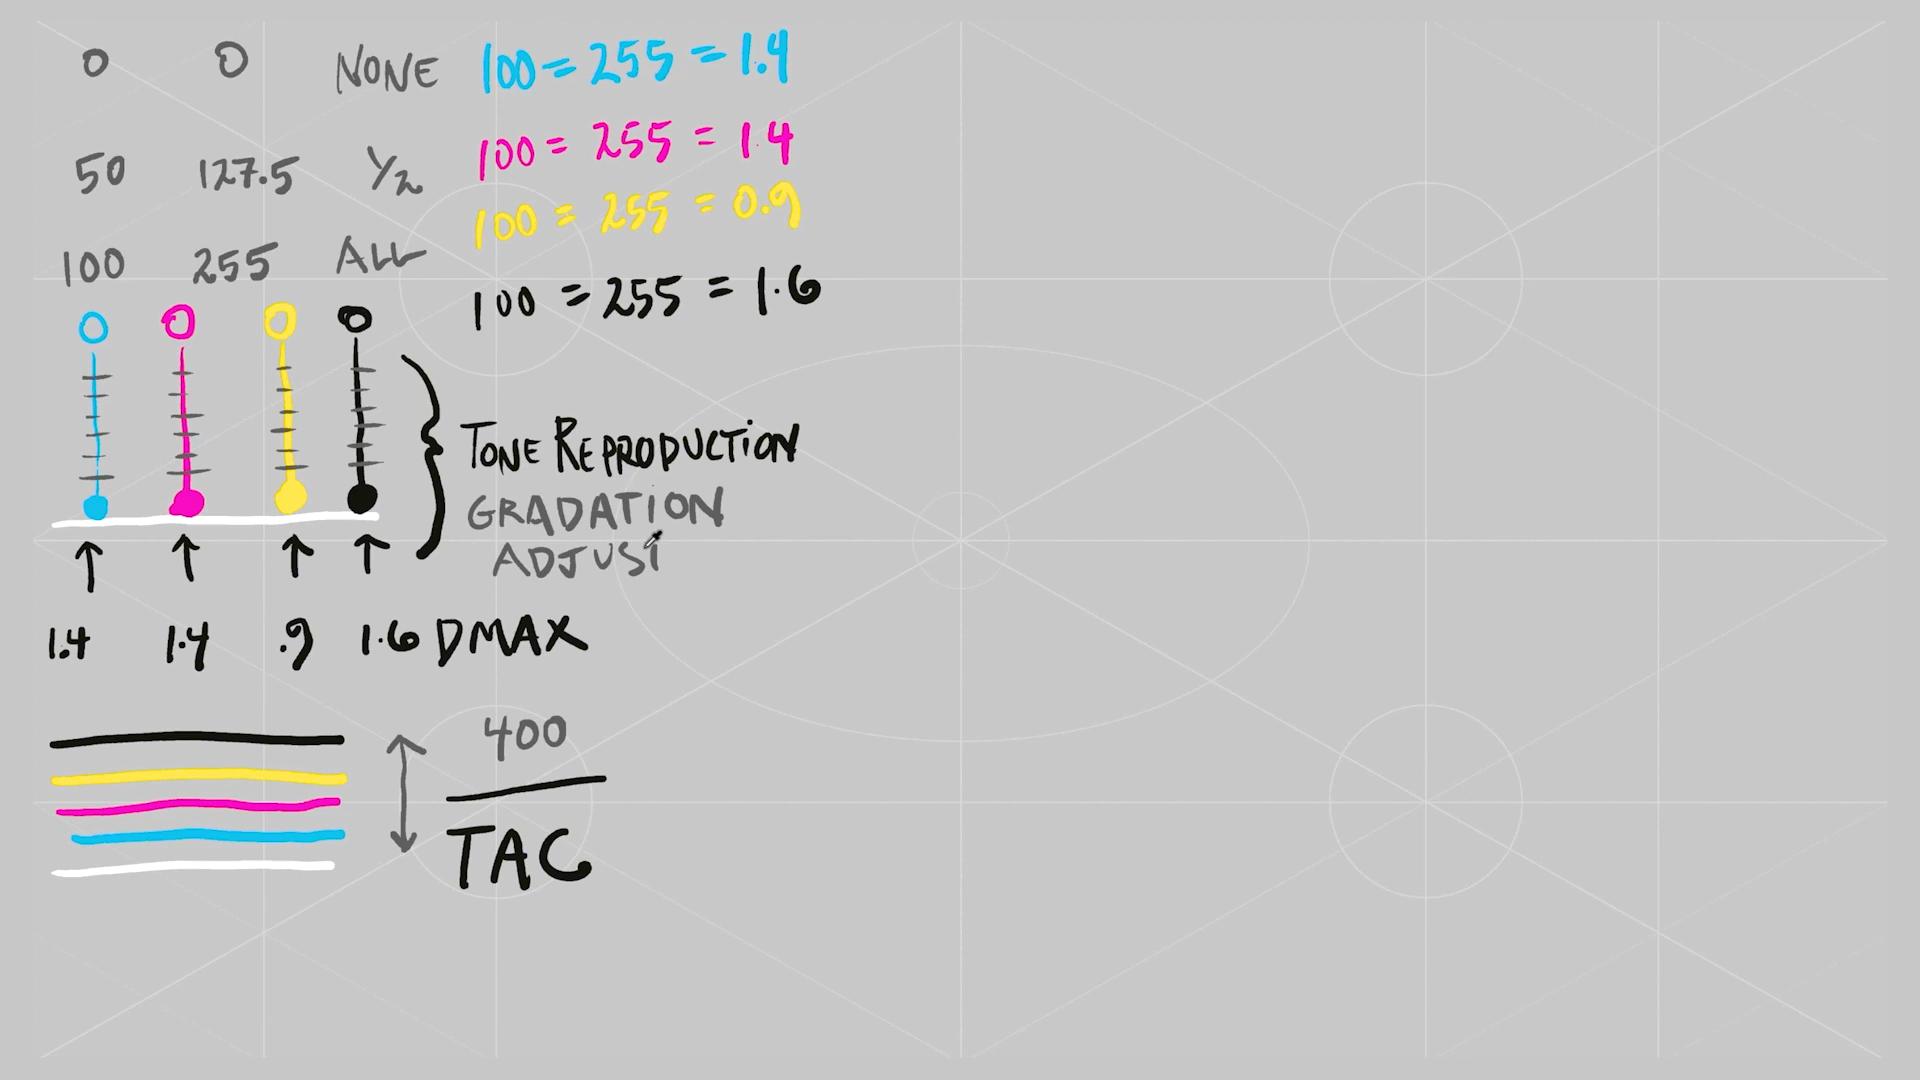 0 0 NONE
50 127.5 1/2
100 255 ALL
100 = 255 = 1.4
100 = 255 = 1.4
100 = 255 = 0.9
100 = 255 = 1.6
TONE REPRODUCTION
GRADATION
ADJUST
1.4 1.4 .9 1.6 DMAX
400
TAC